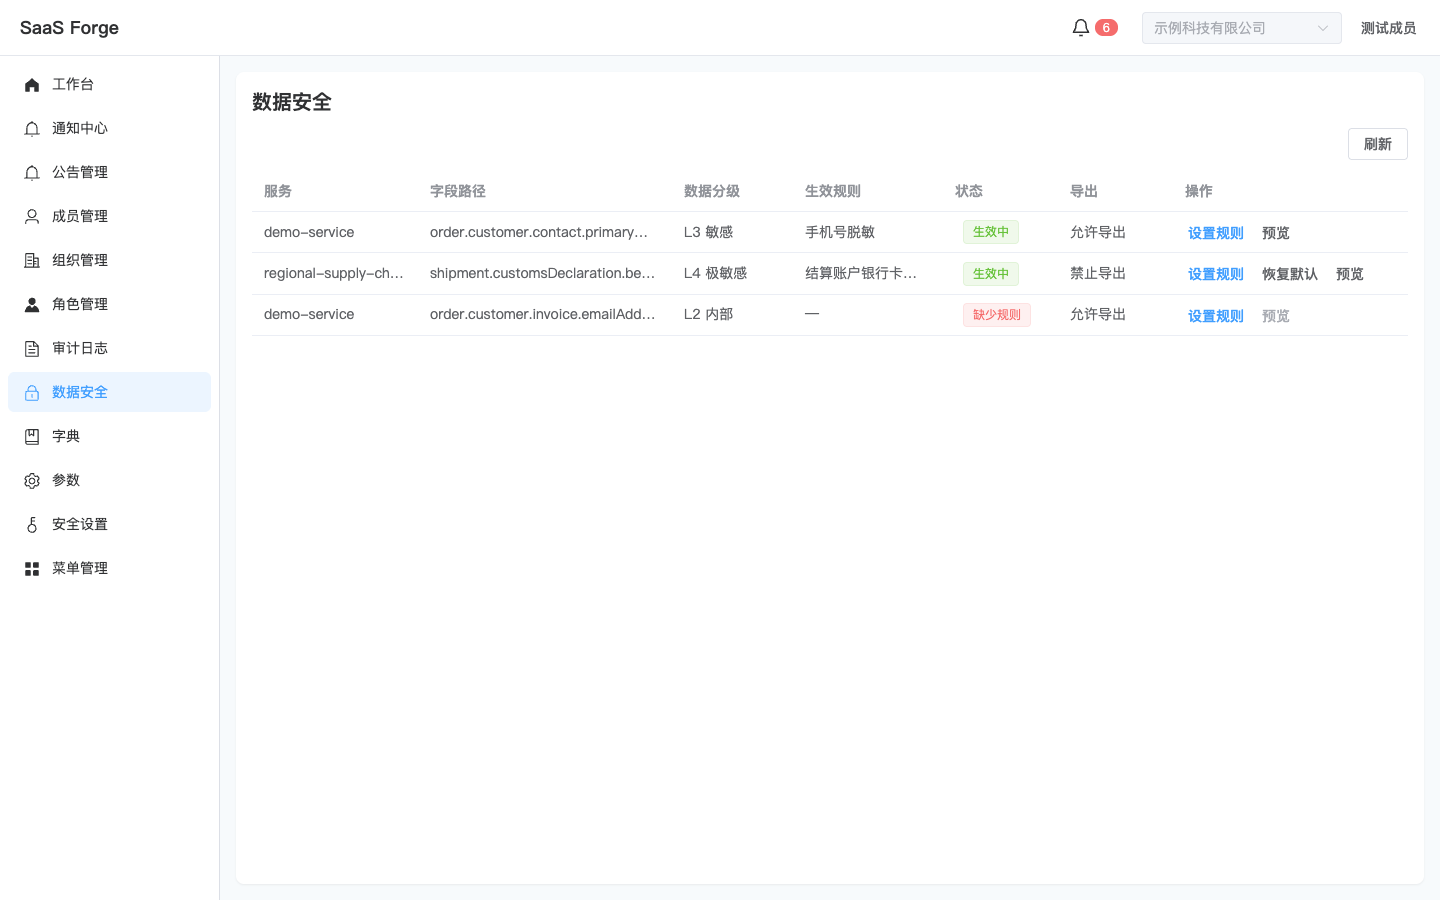 SaaS Forge
6
示例科技有限公司
测试成员
工作台
通知中心
公告管理
成员管理
组织管理
角色管理
审计日志
数据安全
字典
参数
安全设置
菜单管理
数据安全
刷新
服务 字段路径 数据分级 生效规则 状态 导出 操作
demo-service order.customer.contact.primary... L3 敏感 手机号脱敏 生效中 允许导出 设置规则 预览
regional-supply-ch... shipment.customsDeclaration.be... L4 极敏感 结算账户银行卡... 生效中 禁止导出 设置规则 恢复默认 预览
demo-service order.customer.invoice.emailAdd... L2 内部 — 缺少规则 允许导出 设置规则 预览